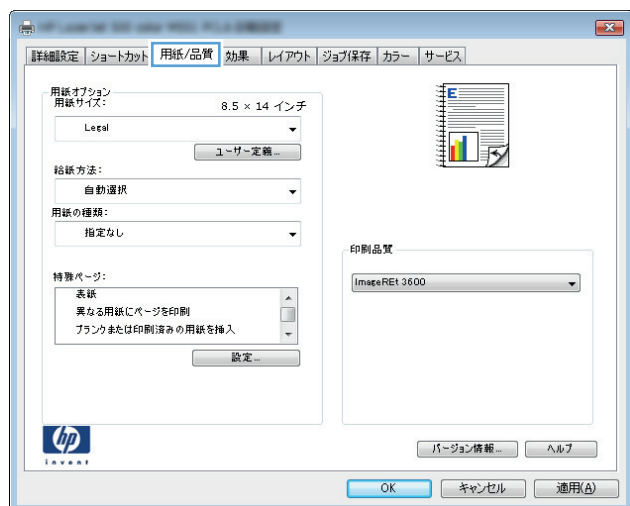 詳細設定 ショートカット 用紙/品質 効果 レイアウト ジョブ保存 カラー サービス
用紙オプション
用紙サイズ: 8.5 × 14 インチ
Legal
ユーザー定義...
給紙方法:
自動選択
用紙の種類:
指定なし
特殊ページ:
表紙
異なる用紙にページを印刷
ブランクまたは印刷済みの用紙を挿入
設定...
E
印刷品質
ImageREt 3600
hp
invent
バージョン情報... ヘルプ
OK キャンセル 適用(A)